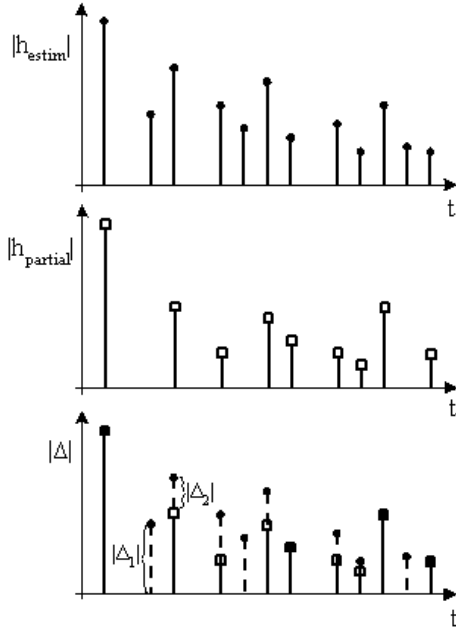 |h_estim|
t
|h_partial|
t
|Δ|
|Δ_2|
|Δ_1|
t